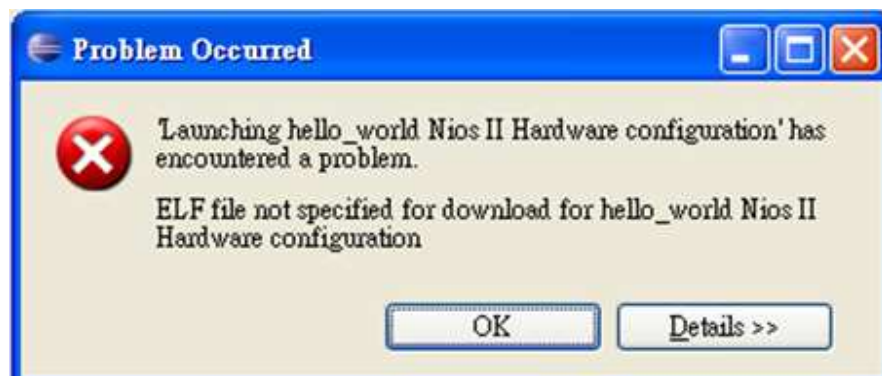 Problem Occurred
'Launching hello_world Nios II Hardware configuration' has
encountered a problem.
ELF file not specified for download for hello_world Nios II
Hardware configuration
OK
Details >>